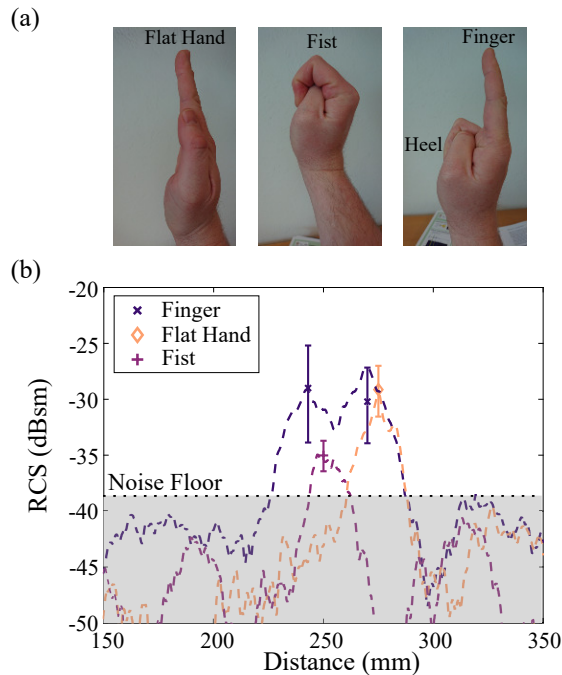 (a)
Flat Hand
Fist
Finger
Heel
(b)
-20
-25
-30
-35
-40
-45
-50
RCS (dBsm)
Finger
Flat Hand
Fist
Noise Floor
150 200 250 300 350
Distance (mm)